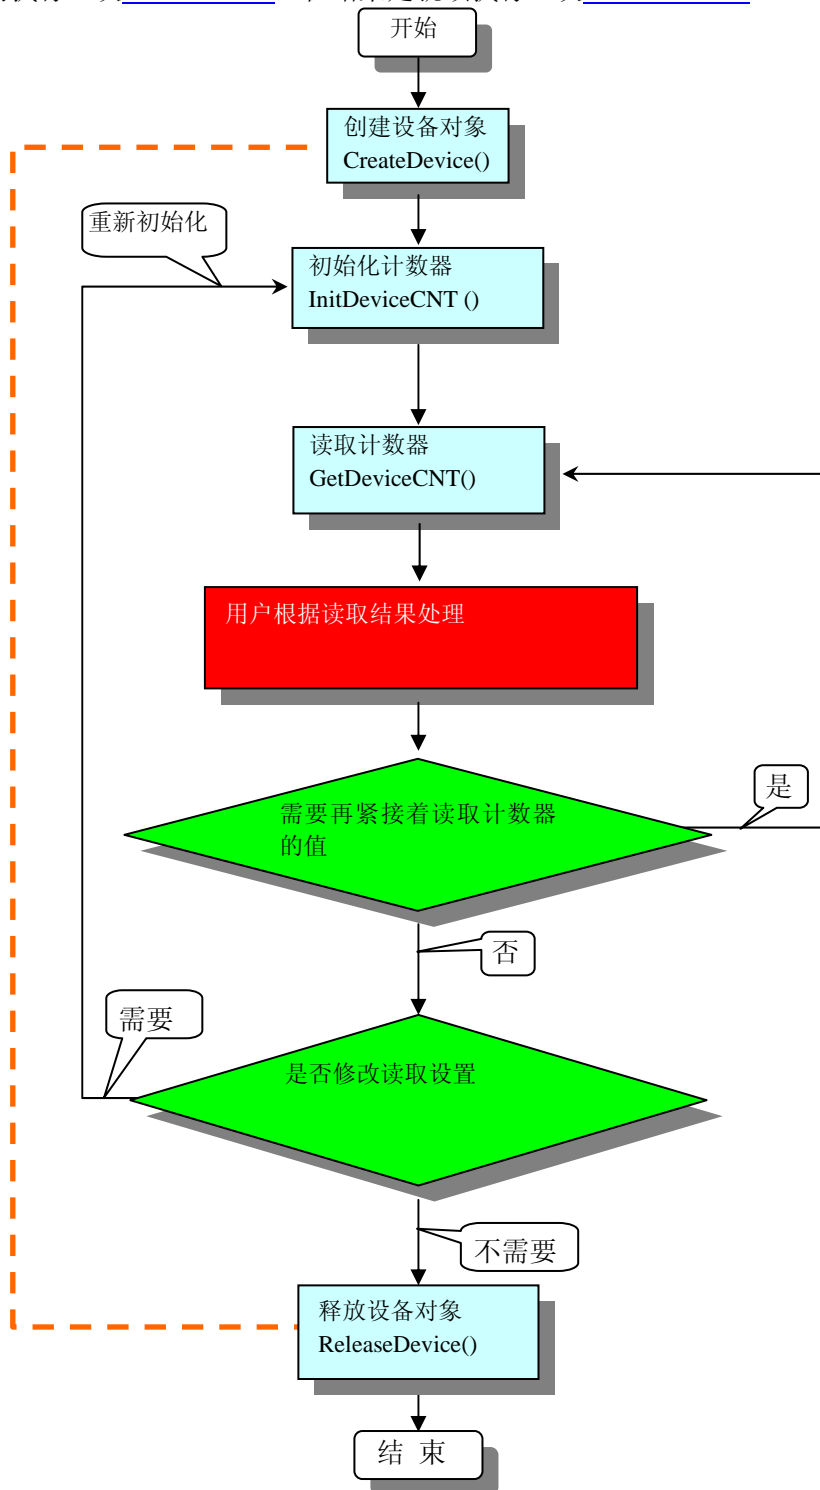 开始
创建设备对象
CreateDevice()
重新初始化
初始化计数器
InitDeviceCNT ()
读取计数器
GetDeviceCNT()
用户根据读取结果处理
需要再紧接着读取计数器
的值
是
否
需要
是否修改读取设置
不需要
释放设备对象
ReleaseDevice()
结 束